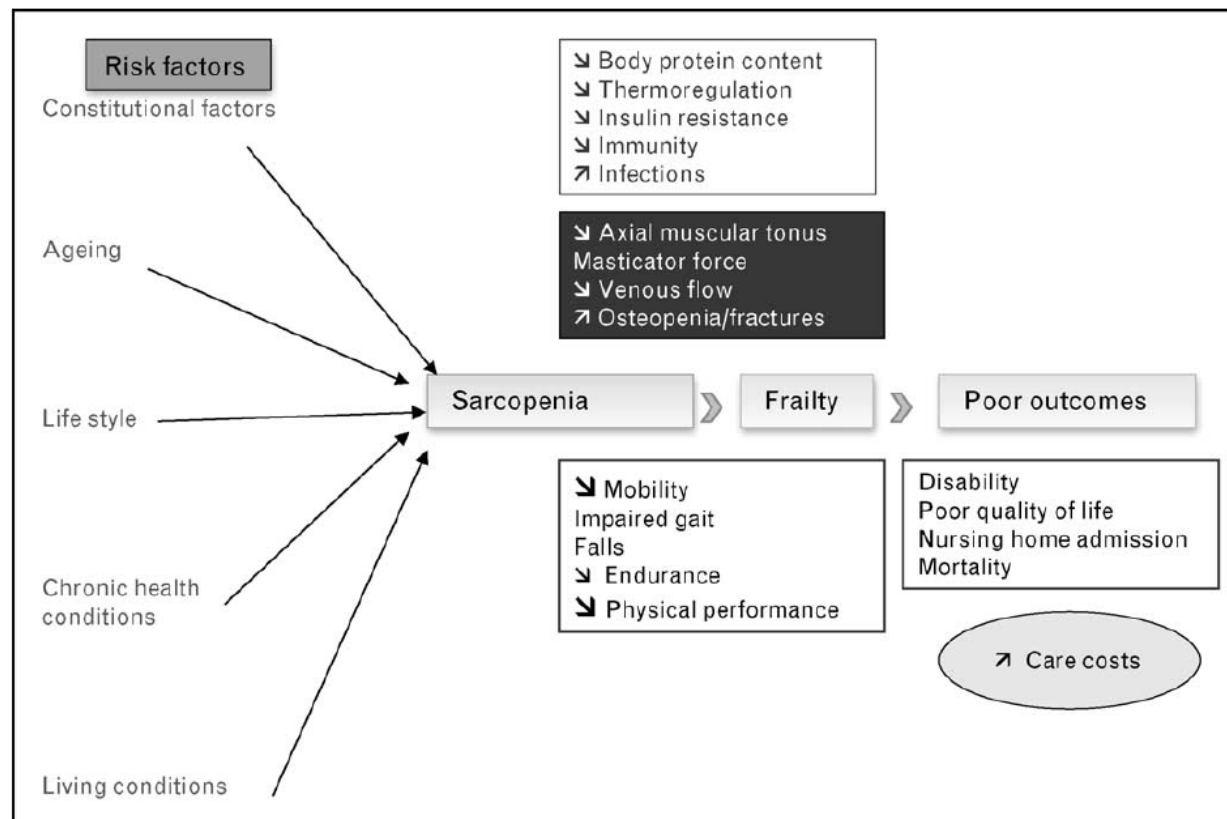 Risk factors
Constitutional factors
Ageing
Life style
Chronic health
conditions
Living conditions
↘ Body protein content
↘ Thermoregulation
↘ Insulin resistance
↘ Immunity
↗ Infections
↘ Axial muscular tonus
Masticator force
↘ Venous flow
↗ Osteopenia/fractures
Sarcopenia
Frailty
Poor outcomes
↘ Mobility
Impaired gait
Falls
↘ Endurance
↘ Physical performance
Disability
Poor quality of life
Nursing home admission
Mortality
↗ Care costs